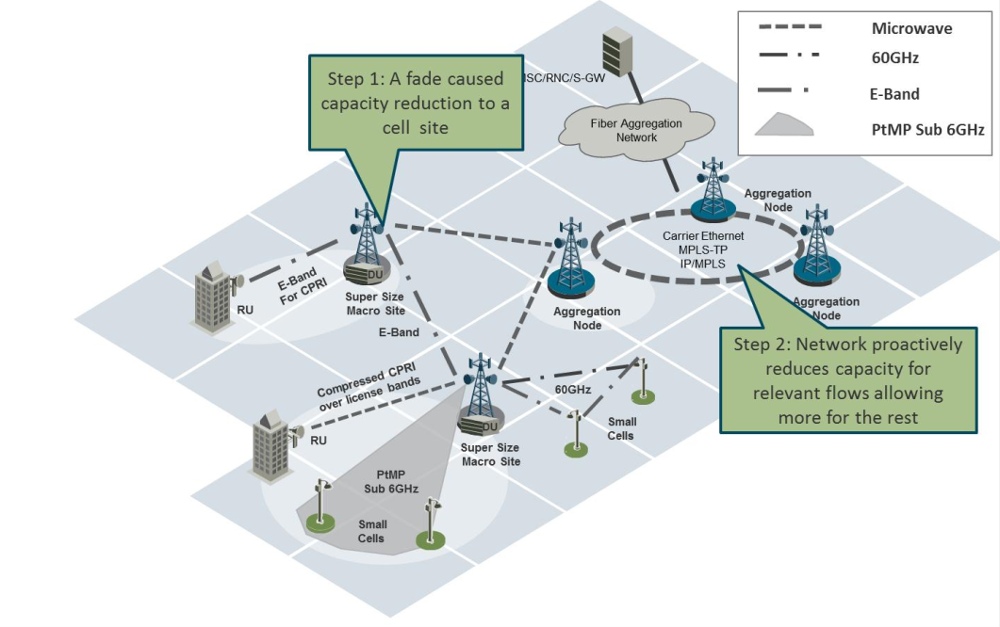 Microwave
60GHz
E-Band
PtMP Sub 6GHz
Step 1: A fade caused
capacity reduction to a
cell site
SC/RNC/S-GW
Fiber Aggregation
Network
Aggregation
Node
Carrier Ethernet
MPLS-TP
IP/MPLS
DU
Super Size
Macro Site
E-Band
For CPRI
RU
Aggregation
Node
Aggregation
Node
E-Band
Step 2: Network proactively
reduces capacity for
relevant flows allowing
more for the rest
Compressed CPRI
over license bands
60GHz
RU
DU
Small
Cells
Super Size
Macro Site
PtMP
Sub 6GHz
Small
Cells